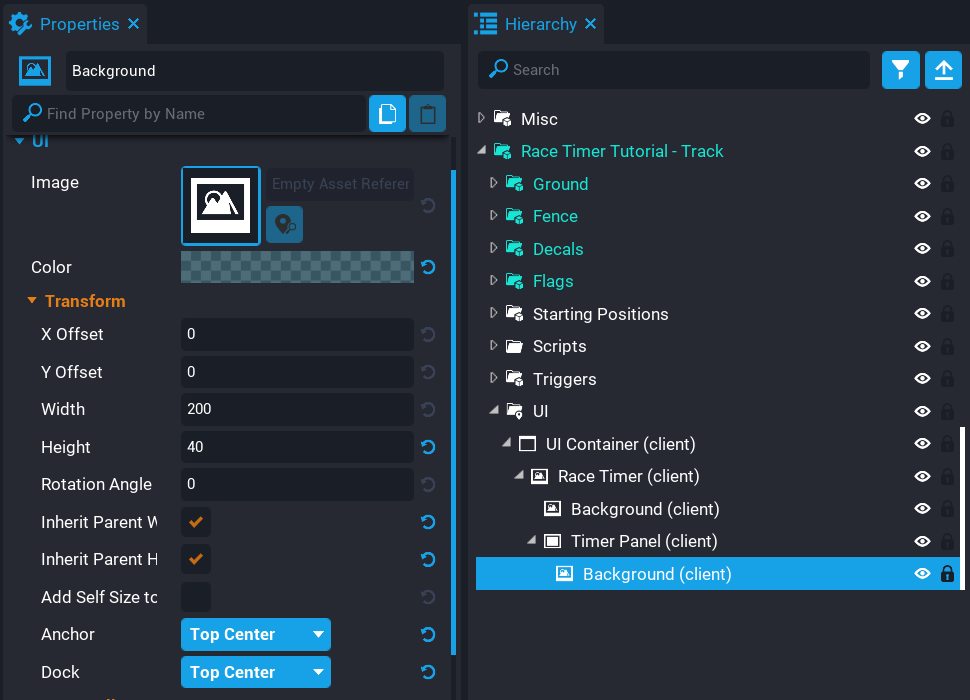 Properties
Background
Find Property by Name
UI
Image
Empty Asset Referer
Color
Transform
X Offset
0
Y Offset
0
Width
200
Height
40
Rotation Angle
0
Inherit Parent W
Inherit Parent H
Add Self Size to
Anchor
Top Center
Dock
Top Center
Hierarchy
Search
Misc
Race Timer Tutorial - Track
Ground
Fence
Decals
Flags
Starting Positions
Scripts
Triggers
UI
UI Container (client)
Race Timer (client)
Background (client)
Timer Panel (client)
Background (client)